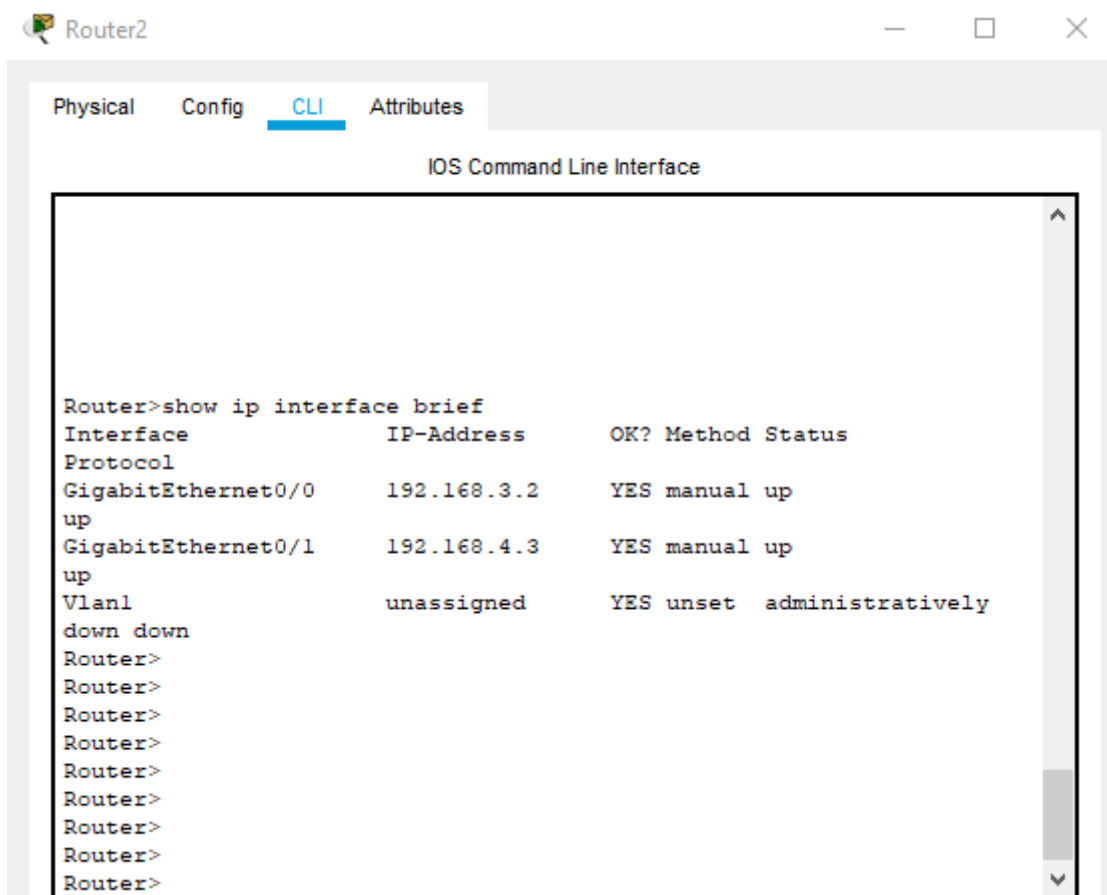 Router2
Physical Config CLI Attributes
IOS Command Line Interface
Router>show ip interface brief
Interface IP-Address OK? Method Status
Protocol
GigabitEthernet0/0 192.168.3.2 YES manual up
up
GigabitEthernet0/1 192.168.4.3 YES manual up
up
Vlan1 unassigned YES unset administratively
down down
Router>
Router>
Router>
Router>
Router>
Router>
Router>
Router>
Router>